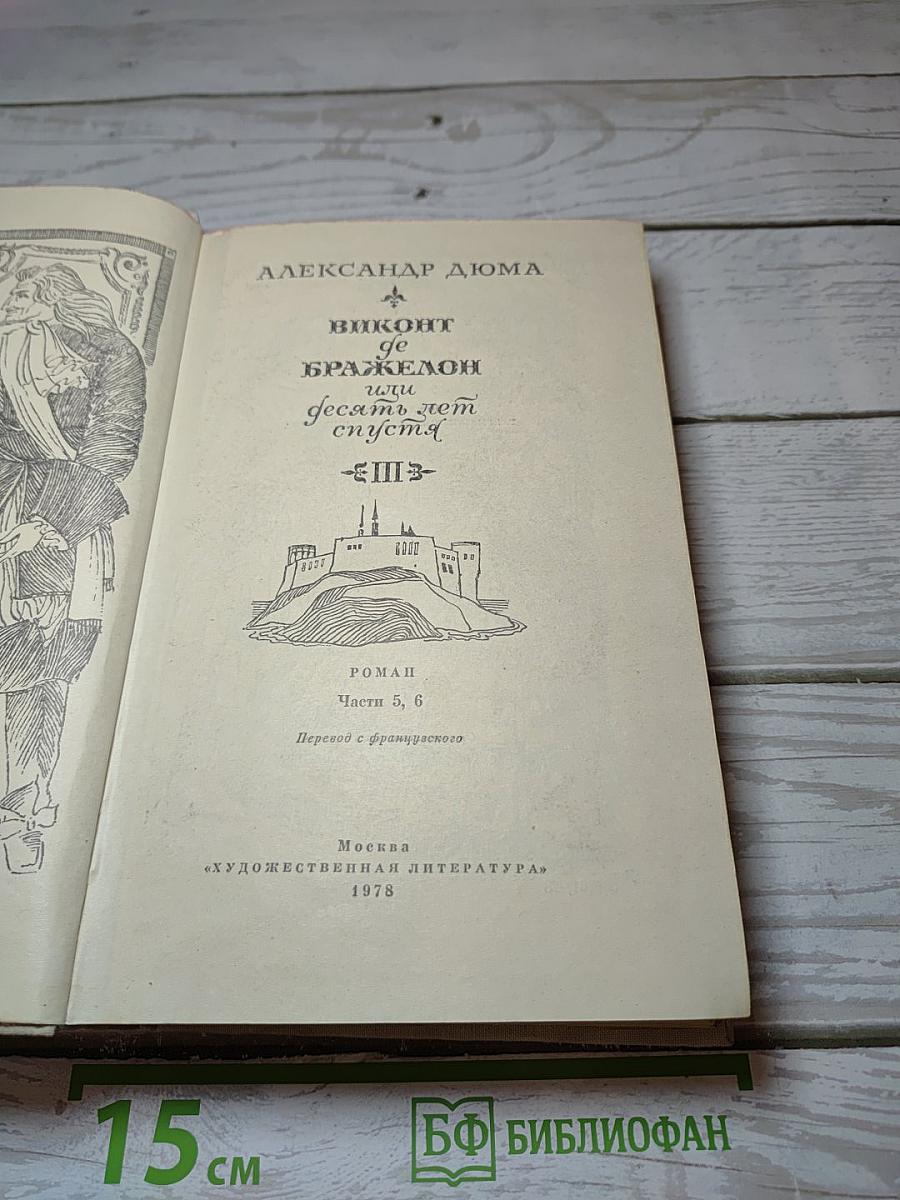 АЛЕКСАНДР ДЮМА
ВИКОНТ
де
БРАЖЕЛОН
или
десять лет
спустя
III
РОМАН
Части 5, 6
Перевод с французского
Москва
«ХУДОЖЕСТВЕННАЯ ЛИТЕРАТУРА»
1978
15 см
БФ БИБЛИОФАН